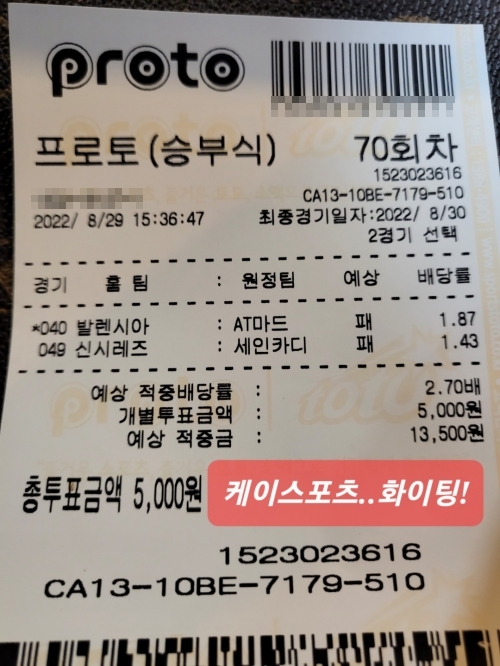 proto
프로토(승부식) 70회차
1523023616
CA13-10BE-7179-510
2022/ 8/29 15:36:47 최종경기일자:2022/ 8/30
2경기 선택
경기 홈 팀 : 원정팀 예상 배당률
*040 발렌시아 : AT마드 패 1.87
049 신시레즈 : 세인카디 패 1.43
예상 적중배당률 : 2.70배
개별투표금액 : 5,000원
예상 적중금 : 13,500원
총투표금액 5,000원 케이스포츠..화이팅!
1523023616
CA13-10BE-7179-510